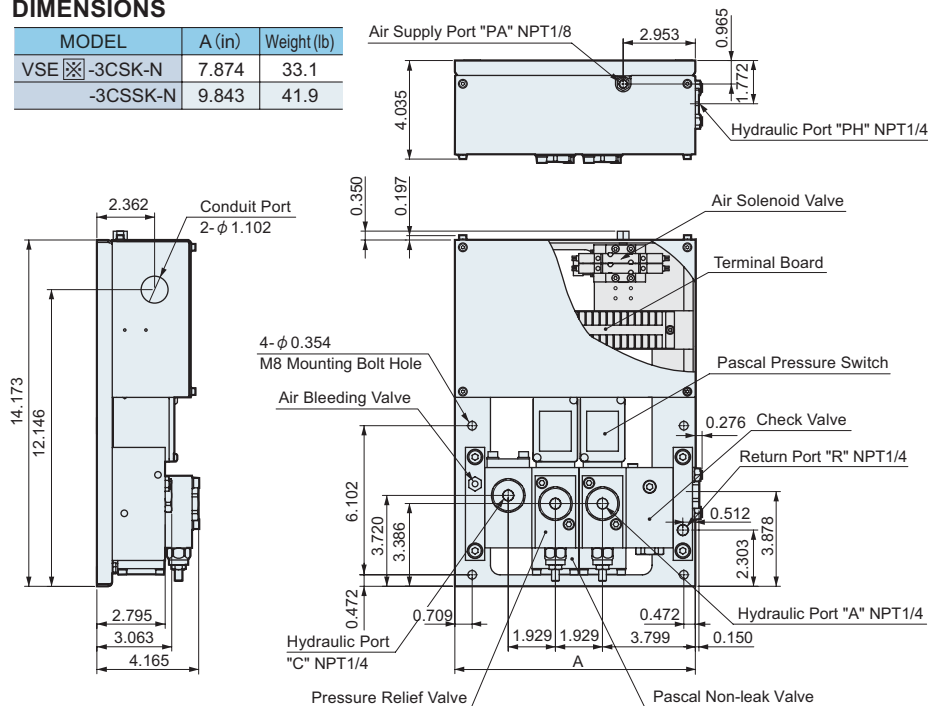 DIMENSIONS
MODEL A (in) Weight (lb)
VSE ※ -3CSK-N 7.874 33.1
-3CSSK-N 9.843 41.9
Air Supply Port "PA" NPT1/8
2.953
0.965
1.772
4.035
Hydraulic Port "PH" NPT1/4
2.362
Conduit Port
2-φ 1.102
0.350
0.197
Air Solenoid Valve
Terminal Board
4-φ 0.354
M8 Mounting Bolt Hole
Pascal Pressure Switch
Air Bleeding Valve
0.276
Check Valve
Return Port "R" NPT1/4
14.173
12.146
6.102
3.720
3.386
0.512
3.878
2.303
0.472
2.795
3.063
4.165
0.709
Hydraulic Port
"C" NPT1/4
1.929
1.929
3.799
0.472
0.150
A
Hydraulic Port "A" NPT1/4
Pressure Relief Valve
Pascal Non-leak Valve